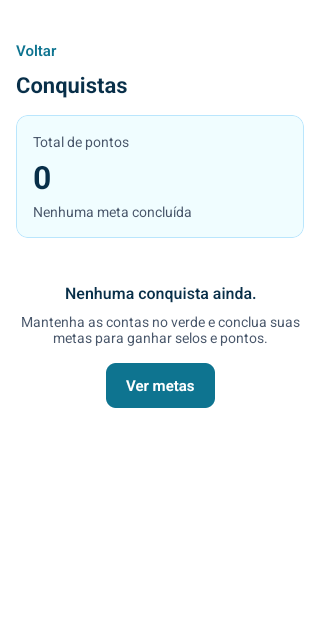 Voltar
Conquistas
Total de pontos
0
Nenhuma meta concluída
Nenhuma conquista ainda.
Mantenha as contas no verde e conclua suas
metas para ganhar selos e pontos.
Ver metas